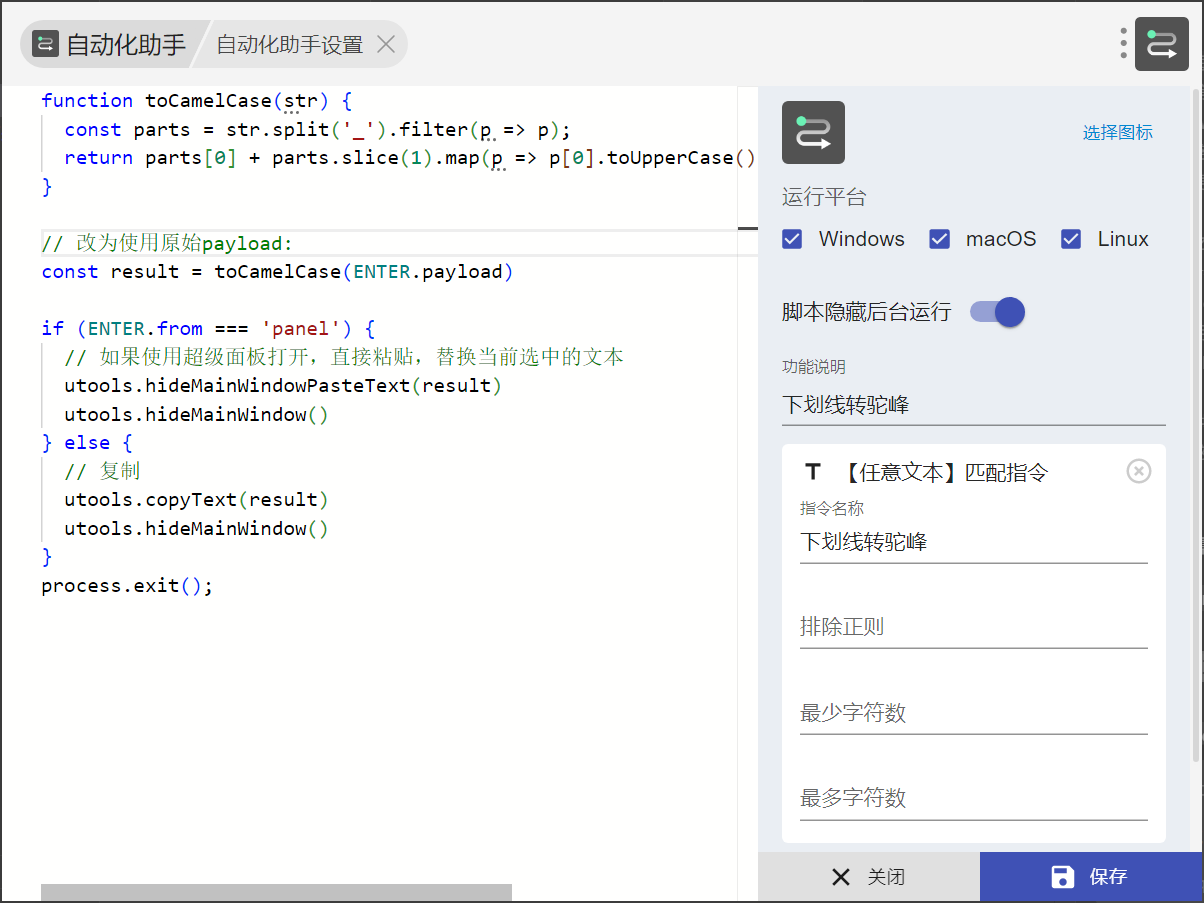 自动化助手 自动化助手设置
function toCamelCase(str) {
  const parts = str.split('_').filter(p => p);
  return parts[0] + parts.slice(1).map(p => p[0].toUpperCase()
}

// 改为使用原始payload:
const result = toCamelCase(ENTER.payload)

if (ENTER.from === 'panel') {
  // 如果使用超级面板打开，直接粘贴，替换当前选中的文本
  utools.hideMainWindowPasteText(result)
  utools.hideMainWindow()
} else {
  // 复制
  utools.copyText(result)
  utools.hideMainWindow()
}
process.exit();
选择图标
运行平台
Windows macOS Linux
脚本隐藏后台运行
功能说明
下划线转驼峰
T 【任意文本】匹配指令
指令名称
下划线转驼峰
排除正则
最少字符数
最多字符数
关闭 保存